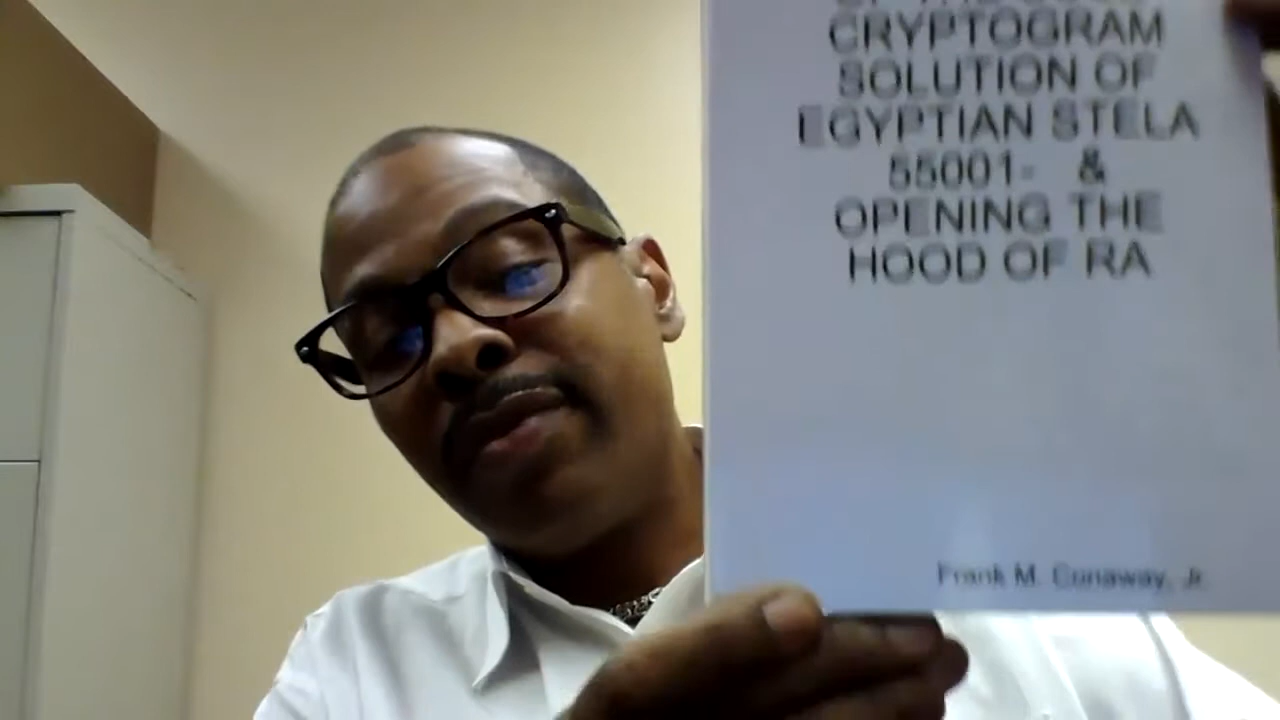 CRYPTOGRAM
SOLUTION OF
EGYPTIAN STELA
55001- &
OPENING THE
HOOD OF RA
Frank M. Conaway, Jr.